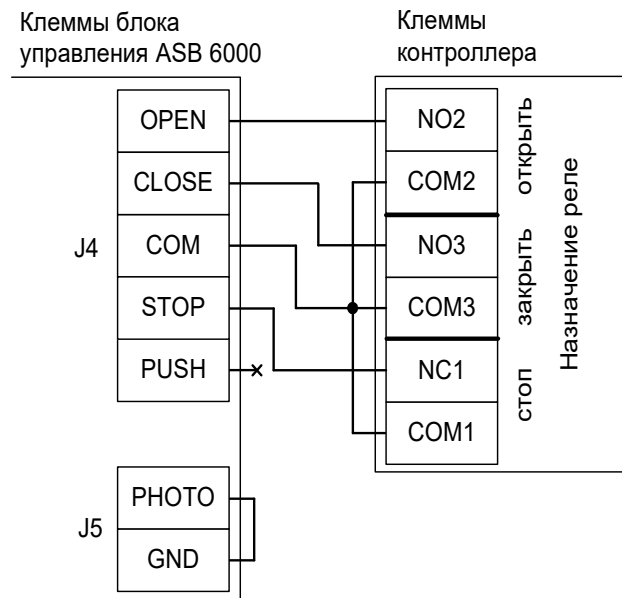 Клеммы блока
управления ASB 6000
Клеммы
контроллера
J4
OPEN
CLOSE
COM
STOP
PUSH
J5
PHOTO
GND
NO2
COM2
NO3
COM3
NC1
COM1
открыть
закрыть
стоп
Назначение реле